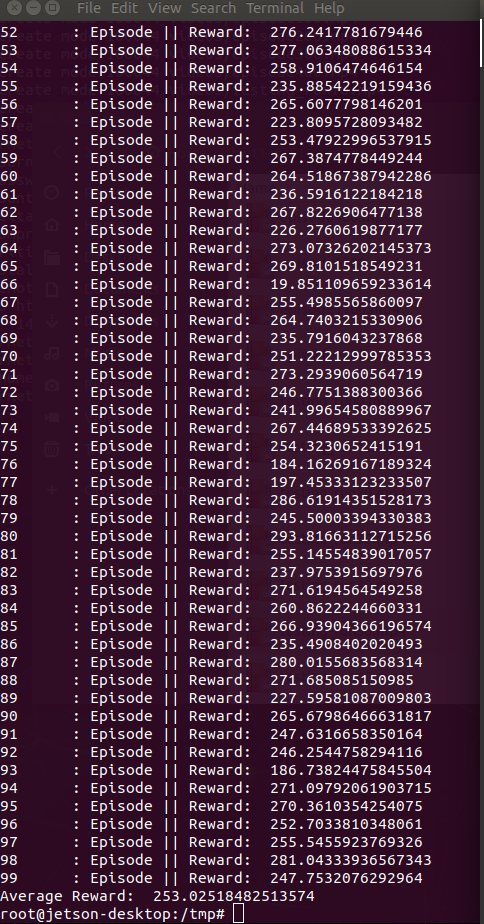 File Edit View Search Terminal Help
52 : Episode || Reward: 276.2417781679446
53 : Episode || Reward: 277.06348088615334
54 : Episode || Reward: 258.9106474646154
55 : Episode || Reward: 235.88542219159436
56 : Episode || Reward: 265.6077798146201
57 : Episode || Reward: 223.8095728093482
58 : Episode || Reward: 253.47922996537915
59 : Episode || Reward: 267.3874778449244
60 : Episode || Reward: 264.51867387942286
61 : Episode || Reward: 236.5916122184218
62 : Episode || Reward: 267.8226906477138
63 : Episode || Reward: 226.2760619877177
64 : Episode || Reward: 273.07326202145373
65 : Episode || Reward: 269.8101518549231
66 : Episode || Reward: 19.851109659233614
67 : Episode || Reward: 255.4985565860097
68 : Episode || Reward: 264.7403215330906
69 : Episode || Reward: 235.7916043237868
70 : Episode || Reward: 251.22212999785353
71 : Episode || Reward: 273.2939060564719
72 : Episode || Reward: 246.7751388300366
73 : Episode || Reward: 241.99654580889967
74 : Episode || Reward: 267.44689533392625
75 : Episode || Reward: 254.3230652415191
76 : Episode || Reward: 184.16269167189324
77 : Episode || Reward: 197.45333123233507
78 : Episode || Reward: 286.61914351528173
79 : Episode || Reward: 245.50003394330383
80 : Episode || Reward: 293.81663112715256
81 : Episode || Reward: 255.14554839017057
82 : Episode || Reward: 237.9753915697976
83 : Episode || Reward: 271.6194564549258
84 : Episode || Reward: 260.8622244660331
85 : Episode || Reward: 266.93904366196574
86 : Episode || Reward: 235.4908402020493
87 : Episode || Reward: 280.0155683568314
88 : Episode || Reward: 271.685085150985
89 : Episode || Reward: 227.59581087009803
90 : Episode || Reward: 265.67986466631817
91 : Episode || Reward: 247.6316658350164
92 : Episode || Reward: 246.2544758294116
93 : Episode || Reward: 186.73824475845504
94 : Episode || Reward: 271.09792061903715
95 : Episode || Reward: 270.3610354254075
96 : Episode || Reward: 252.7033810348061
97 : Episode || Reward: 255.5455923769326
98 : Episode || Reward: 281.04333936567343
99 : Episode || Reward: 247.7532076292964
Average Reward: 253.02518482513574
root@jetson-desktop:/tmp#